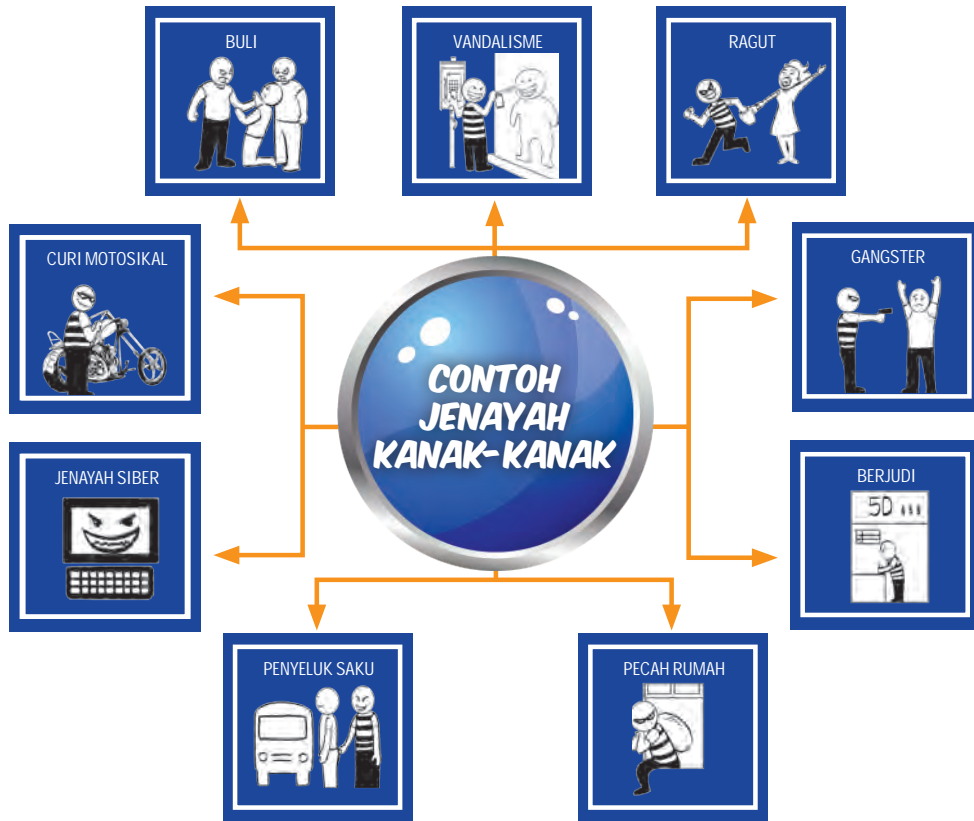 BULI
VANDALISME
RAGUT
CURI MOTOSIKAL
GANGSTER
CONTOH
JENAYAH
KANAK-KANAK
JENAYAH SIBER
BERJUDI
5D
PENYELUK SAKU
PECAH RUMAH